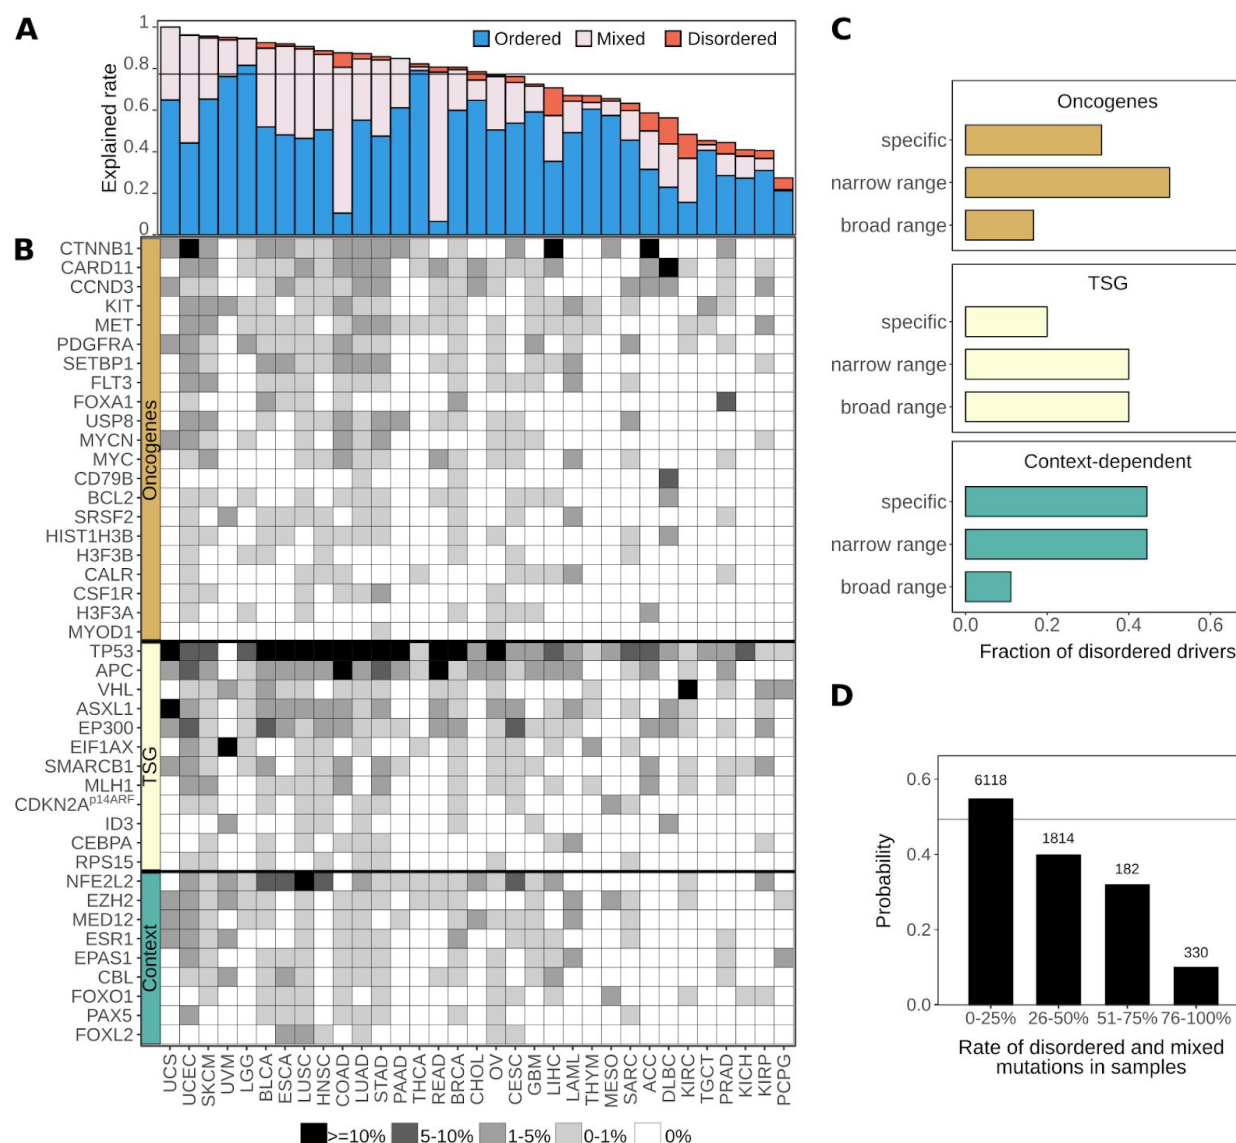 A
1
0.8
0.6
0.4
0.2
0
Explained rate
Ordered Mixed Disordered
B
CTNNB1
CARD11
CCND3
KIT
MET
PDGFRA
SETBP1
FLT3
FOXA1
USP8
MYCN
MYC
CD79B
BCL2
SRSF2
HIST1H3B
H3F3B
CALR
CSF1R
H3F3A
MYOD1
Oncogenes
TP53
APC
VHL
ASXL1
EP300
EIF1AX
SMARCB1
MLH1
CDKN2Ap14ARF
ID3
CEBPA
RPS15
TSG
NFE2L2
EZH2
MED12
ESR1
EPAS1
CBL
FOXO1
PAX5
FOXL2
Context
UCS UCEC SKCM UVM LGG BLCA ESCA LUSC HNSC COAD LUAD STAD PAAD THCA READ BRCA CHOL OV CESC GBM LIHC LAML THYM MESO SARC ACC DLBC KIRC TGCT PRAD KICH KIRP PCPG
>=10% 5-10% 1-5% 0-1% 0%
C
Oncogenes
specific
narrow range
broad range
TSG
specific
narrow range
broad range
Context-dependent
specific
narrow range
broad range
0.0 0.2 0.4 0.6
Fraction of disordered drivers
D
0.6
0.4
0.2
0.0
Probability
6118
1814
182
330
0-25% 26-50% 51-75% 76-100%
Rate of disordered and mixed
mutations in samples